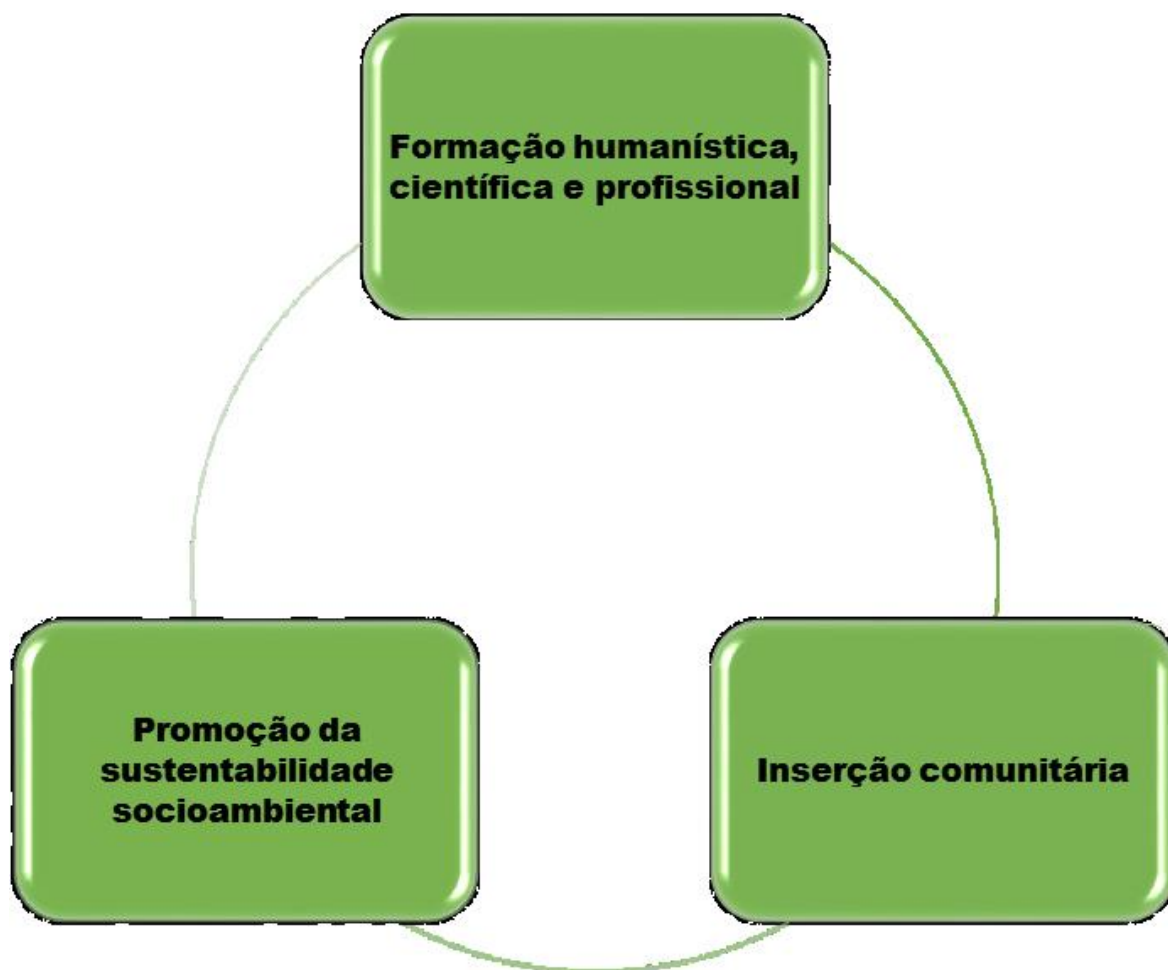 Formação humanística,
científica e profissional
Promoção da
sustentabilidade
socioambiental
Inserção comunitária